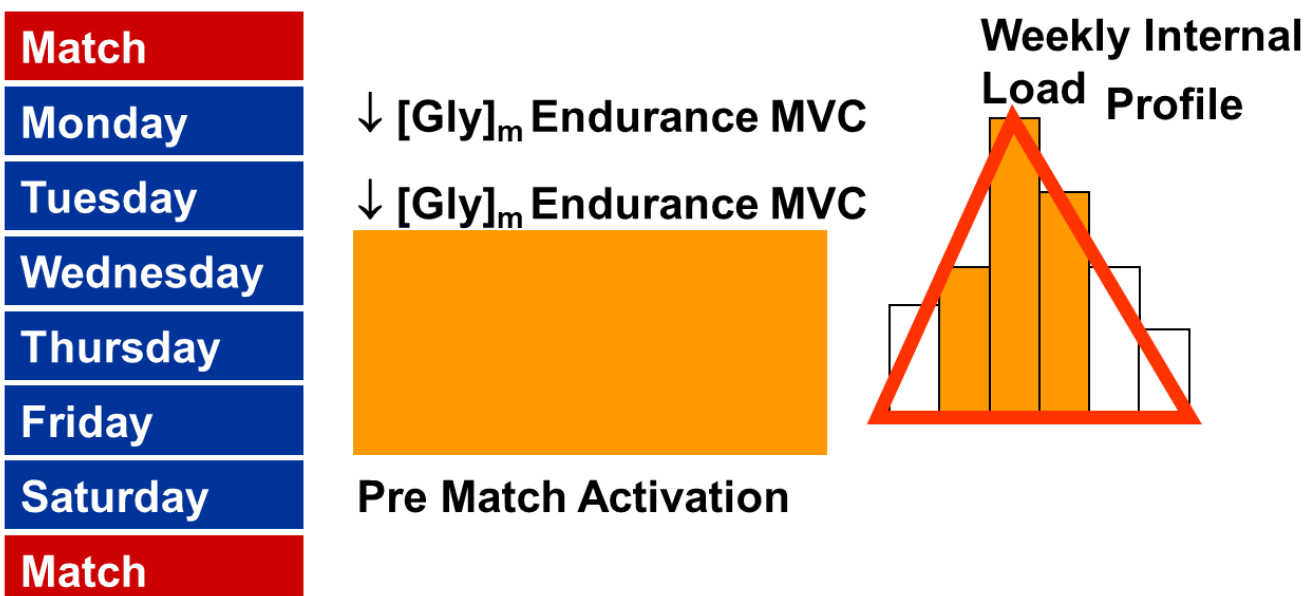 Match
Monday
Tuesday
Wednesday
Thursday
Friday
Saturday
Match
↓ [Gly]m Endurance MVC
↓ [Gly]m Endurance MVC
Pre Match Activation
Weekly Internal
Load Profile